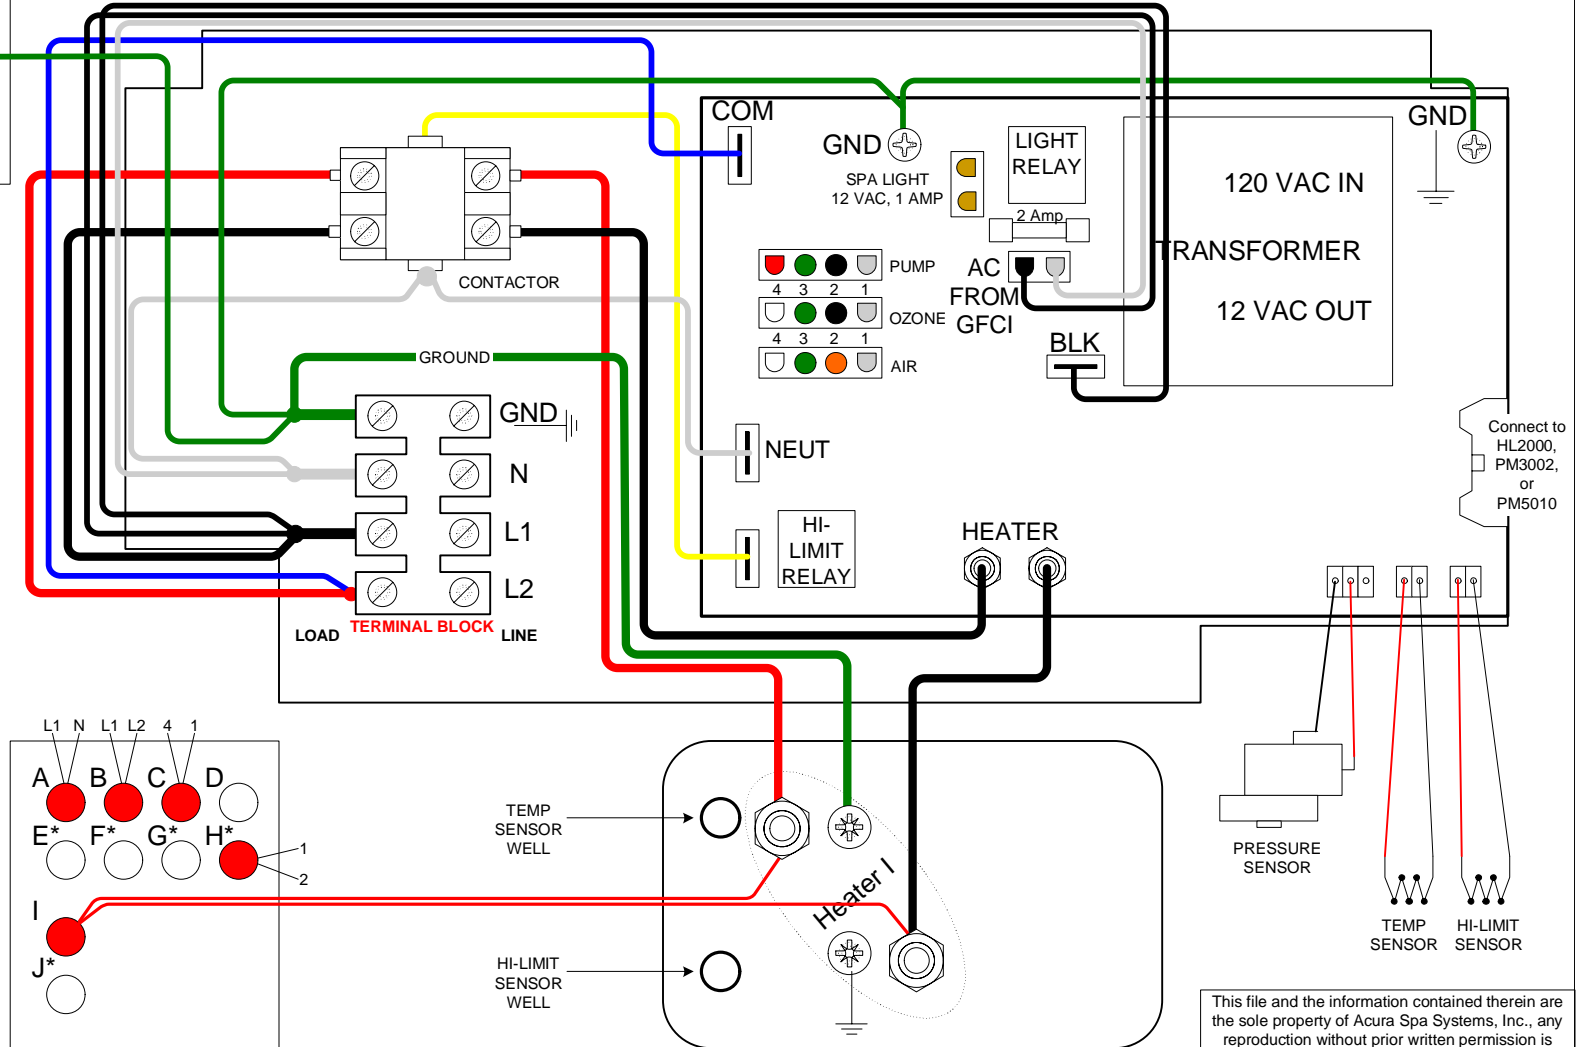 COM
GND
GND
LIGHT
RELAY
SPA LIGHT
12 VAC, 1 AMP
2 Amp
120 VAC IN
TRANSFORMER
12 VAC OUT
PUMP
4 3 2 1
OZONE
4 3 2 1
AIR
AC
FROM
GFCI
BLK
CONTACTOR
GROUND
GND
N
L1
L2
LOAD
TERMINAL BLOCK
LINE
NEUT
HI-
LIMIT
RELAY
HEATER
Connect to
HL2000,
PM3002,
or
PM5010
L1 N L1 L2 4 1
A B C D
E* F* G* H*
1
2
I
J*
TEMP
SENSOR
WELL
HI-LIMIT
SENSOR
WELL
Heater I
PRESSURE
SENSOR
TEMP
SENSOR
HI-LIMIT
SENSOR
This file and the information contained therein are
the sole property of Acura Spa Systems, Inc., any
reproduction without prior written permission is